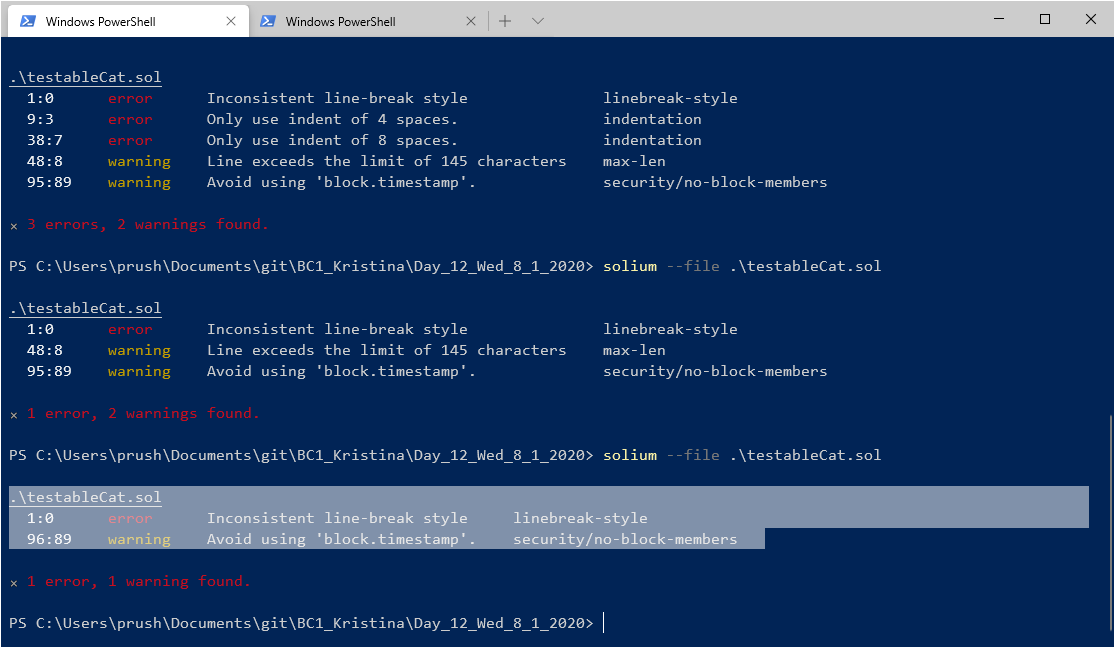 Windows PowerShell
Windows PowerShell
.\testableCat.sol
1:0 error Inconsistent line-break style linebreak-style
9:3 error Only use indent of 4 spaces. indentation
38:7 error Only use indent of 8 spaces. indentation
48:8 warning Line exceeds the limit of 145 characters max-len
95:89 warning Avoid using 'block.timestamp'. security/no-block-members
× 3 errors, 2 warnings found.
PS C:\Users\prush\Documents\git\BC1_Kristina\Day_12_Wed_8_1_2020> solium --file .\testableCat.sol
.\testableCat.sol
1:0 error Inconsistent line-break style linebreak-style
48:8 warning Line exceeds the limit of 145 characters max-len
95:89 warning Avoid using 'block.timestamp'. security/no-block-members
× 1 error, 2 warnings found.
PS C:\Users\prush\Documents\git\BC1_Kristina\Day_12_Wed_8_1_2020> solium --file .\testableCat.sol
.\testableCat.sol
1:0 error Inconsistent line-break style linebreak-style
96:89 warning Avoid using 'block.timestamp'. security/no-block-members
× 1 error, 1 warning found.
PS C:\Users\prush\Documents\git\BC1_Kristina\Day_12_Wed_8_1_2020>